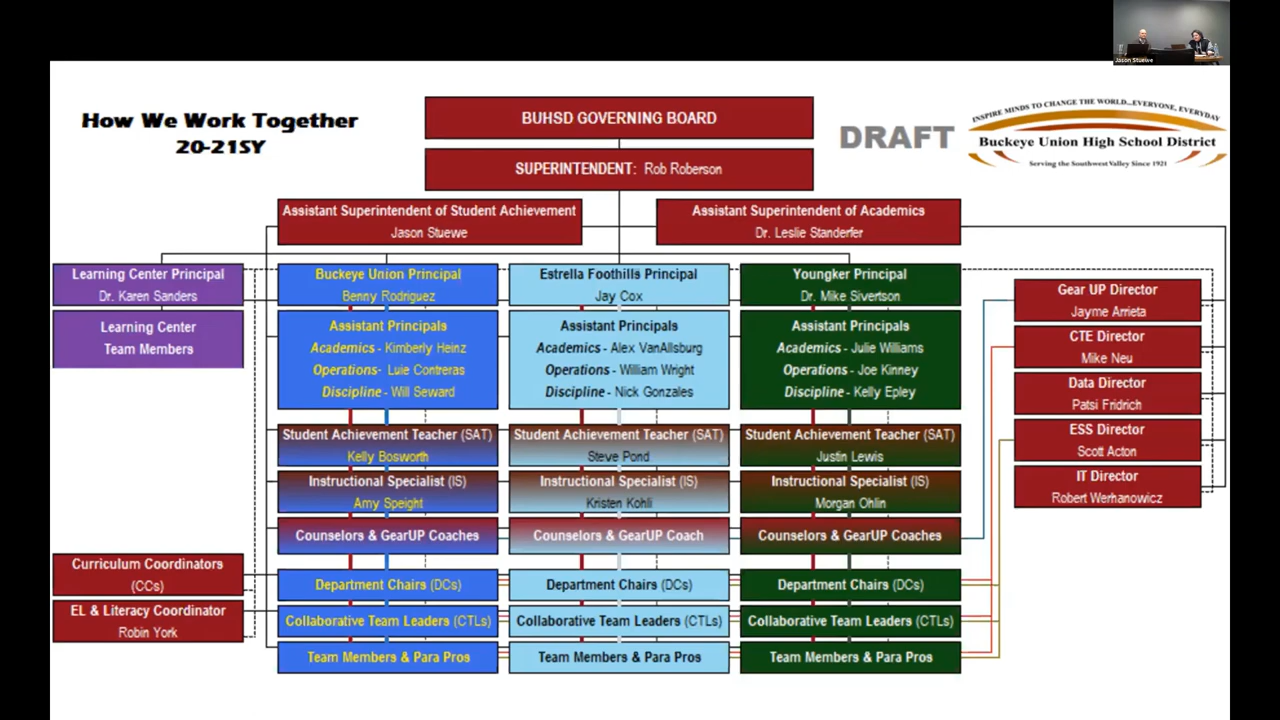 Jason Stuewe
How We Work Together
20-21SY
BUHSD GOVERNING BOARD
SUPERINTENDENT: Rob Roberson
DRAFT
INSPIRE MINDS TO CHANGE THE WORLD...EVERYONE, EVERYDAY
Buckeye Union High School District
Serving the Southwest Valley Since 1921
Assistant Superintendent of Student Achievement
Jason Stuewe
Assistant Superintendent of Academics
Dr. Leslie Standerfer
Learning Center Principal
Dr. Karen Sanders
Learning Center
Team Members
Buckeye Union Principal
Benny Rodriguez
Assistant Principals
Academics - Kimberly Heinz
Operations- Luie Contreras
Discipline - Will Seward
Student Achievement Teacher (SAT)
Kelly Bosworth
Instructional Specialist (IS)
Amy Speight
Counselors & GearUP Coaches
Department Chairs (DCs)
Collaborative Team Leaders (CTLs)
Team Members & Para Pros
Estrella Foothills Principal
Jay Cox
Assistant Principals
Academics - Alex VanAllsburg
Operations - William Wright
Discipline - Nick Gonzales
Student Achievement Teacher (SAT)
Steve Pond
Instructional Specialist (IS)
Kristen Kohli
Counselors & GearUP Coach
Department Chairs (DCs)
Collaborative Team Leaders (CTLs)
Team Members & Para Pros
Youngker Principal
Dr. Mike Sivertson
Assistant Principals
Academics - Julie Williams
Operations - Joe Kinney
Discipline - Kelly Epley
Student Achievement Teacher (SAT)
Justin Lewis
Instructional Specialist (IS)
Morgan Ohlin
Counselors & GearUP Coaches
Department Chairs (DCs)
Collaborative Team Leaders (CTLs)
Team Members & Para Pros
Gear UP Director
Jayme Arrieta
CTE Director
Mike Neu
Data Director
Patsi Fridrich
ESS Director
Scott Acton
IT Director
Robert Werhanowicz
Curriculum Coordinators
(CCs)
EL & Literacy Coordinator
Robin York